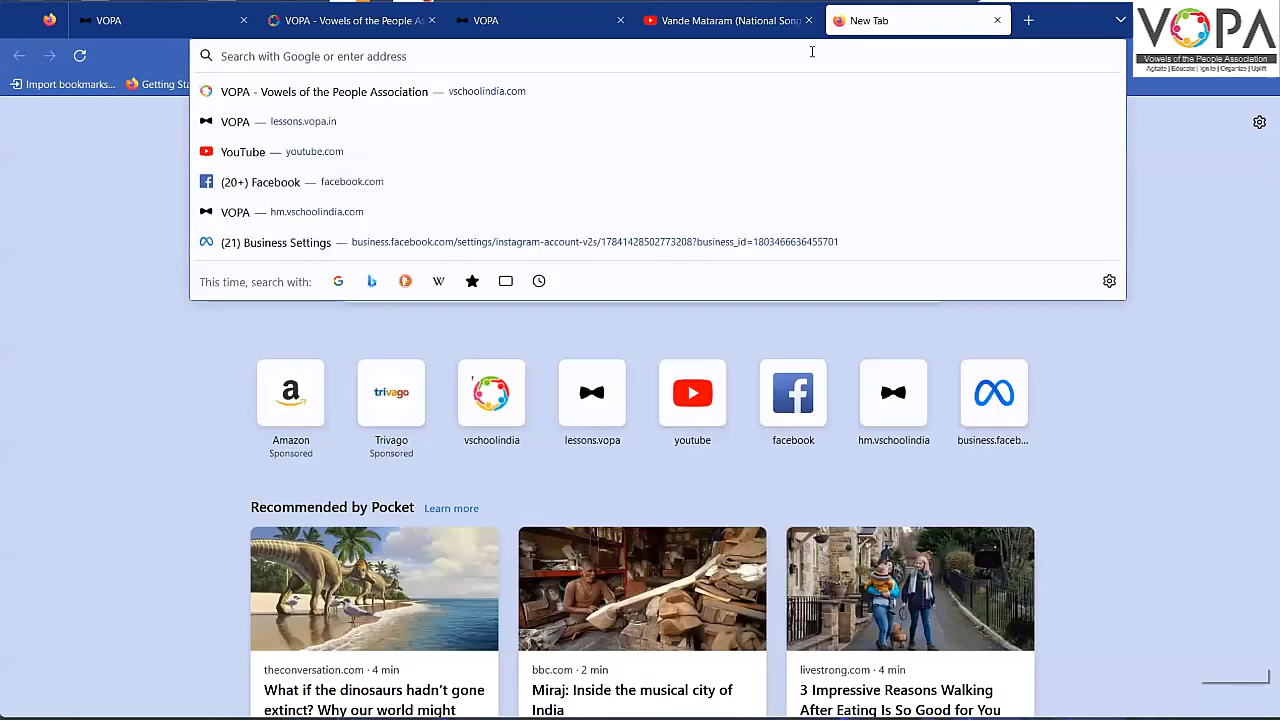 VOPA
VOPA - Vowels of the People As
VOPA
Vande Mataram (National Song
New Tab
VOPA
Vowels of the People Association
Agitate | Educate | Ignite | Organize | Uplift
Search with Google or enter address
Import bookmarks...
Getting Sta
VOPA - Vowels of the People Association — vschoolindia.com
VOPA — lessons.vopa.in
YouTube — youtube.com
(20+) Facebook — facebook.com
VOPA — hm.vschoolindia.com
(21) Business Settings — business.facebook.com/settings/instagram-account-v2s/17841428502773208?business_id=1803466636455701
This time, search with:
trivago
Amazon
Sponsored
Trivago
Sponsored
vschoolindia
lessons.vopa
youtube
facebook
hm.vschoolindia
business.faceb...
Recommended by Pocket Learn more
theconversation.com · 4 min
What if the dinosaurs hadn't gone
extinct? Why our world might
bbc.com · 2 min
Miraj: Inside the musical city of
India
livestrong.com · 4 min
3 Impressive Reasons Walking
After Eating Is So Good for You